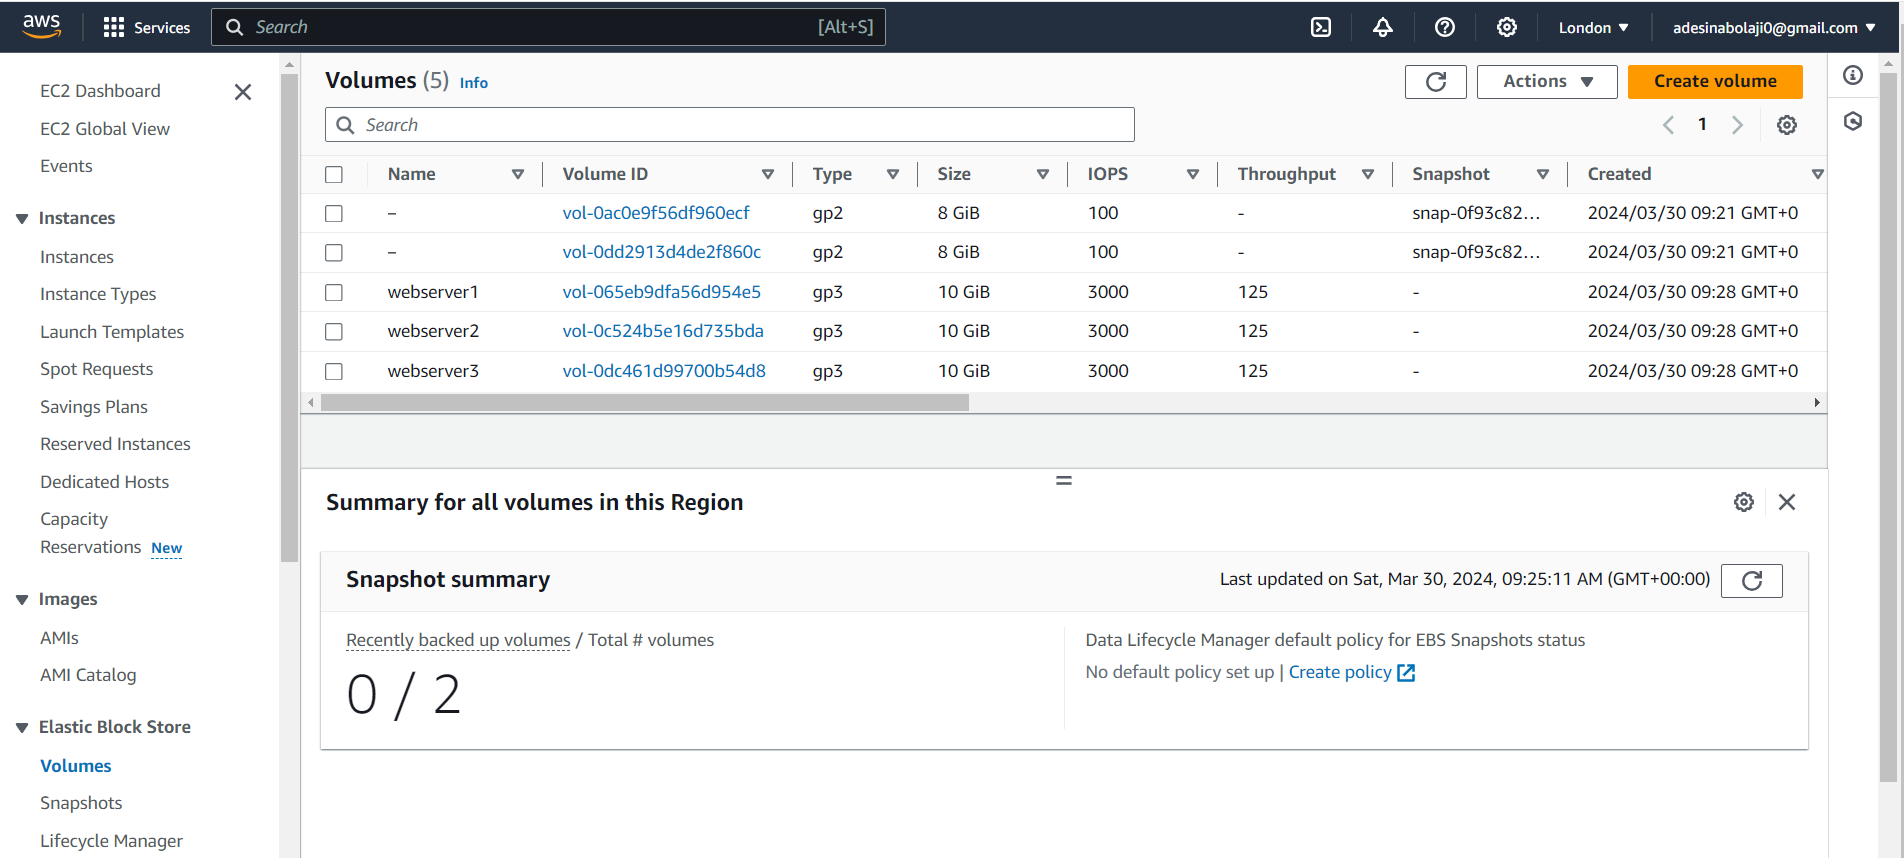 aws
Services
Search [Alt+S]
London
adesinabolaji0@gmail.com
EC2 Dashboard
EC2 Global View
Events
Instances
Instances
Instance Types
Launch Templates
Spot Requests
Savings Plans
Reserved Instances
Dedicated Hosts
Capacity
Reservations New
Images
AMIs
AMI Catalog
Elastic Block Store
Volumes
Snapshots
Lifecycle Manager
Volumes (5) Info
Actions
Create volume
Search
1
Name Volume ID Type Size IOPS Throughput Snapshot Created
– vol-0ac0e9f56df960ecf gp2 8 GiB 100 - snap-0f93c82... 2024/03/30 09:21 GMT+0
– vol-0dd2913d4de2f860c gp2 8 GiB 100 - snap-0f93c82... 2024/03/30 09:21 GMT+0
webserver1 vol-065eb9dfa56d954e5 gp3 10 GiB 3000 125 - 2024/03/30 09:28 GMT+0
webserver2 vol-0c524b5e16d735bda gp3 10 GiB 3000 125 - 2024/03/30 09:28 GMT+0
webserver3 vol-0dc461d99700b54d8 gp3 10 GiB 3000 125 - 2024/03/30 09:28 GMT+0
Summary for all volumes in this Region
Snapshot summary
Last updated on Sat, Mar 30, 2024, 09:25:11 AM (GMT+00:00)
Recently backed up volumes / Total # volumes
0 / 2
Data Lifecycle Manager default policy for EBS Snapshots status
No default policy set up | Create policy